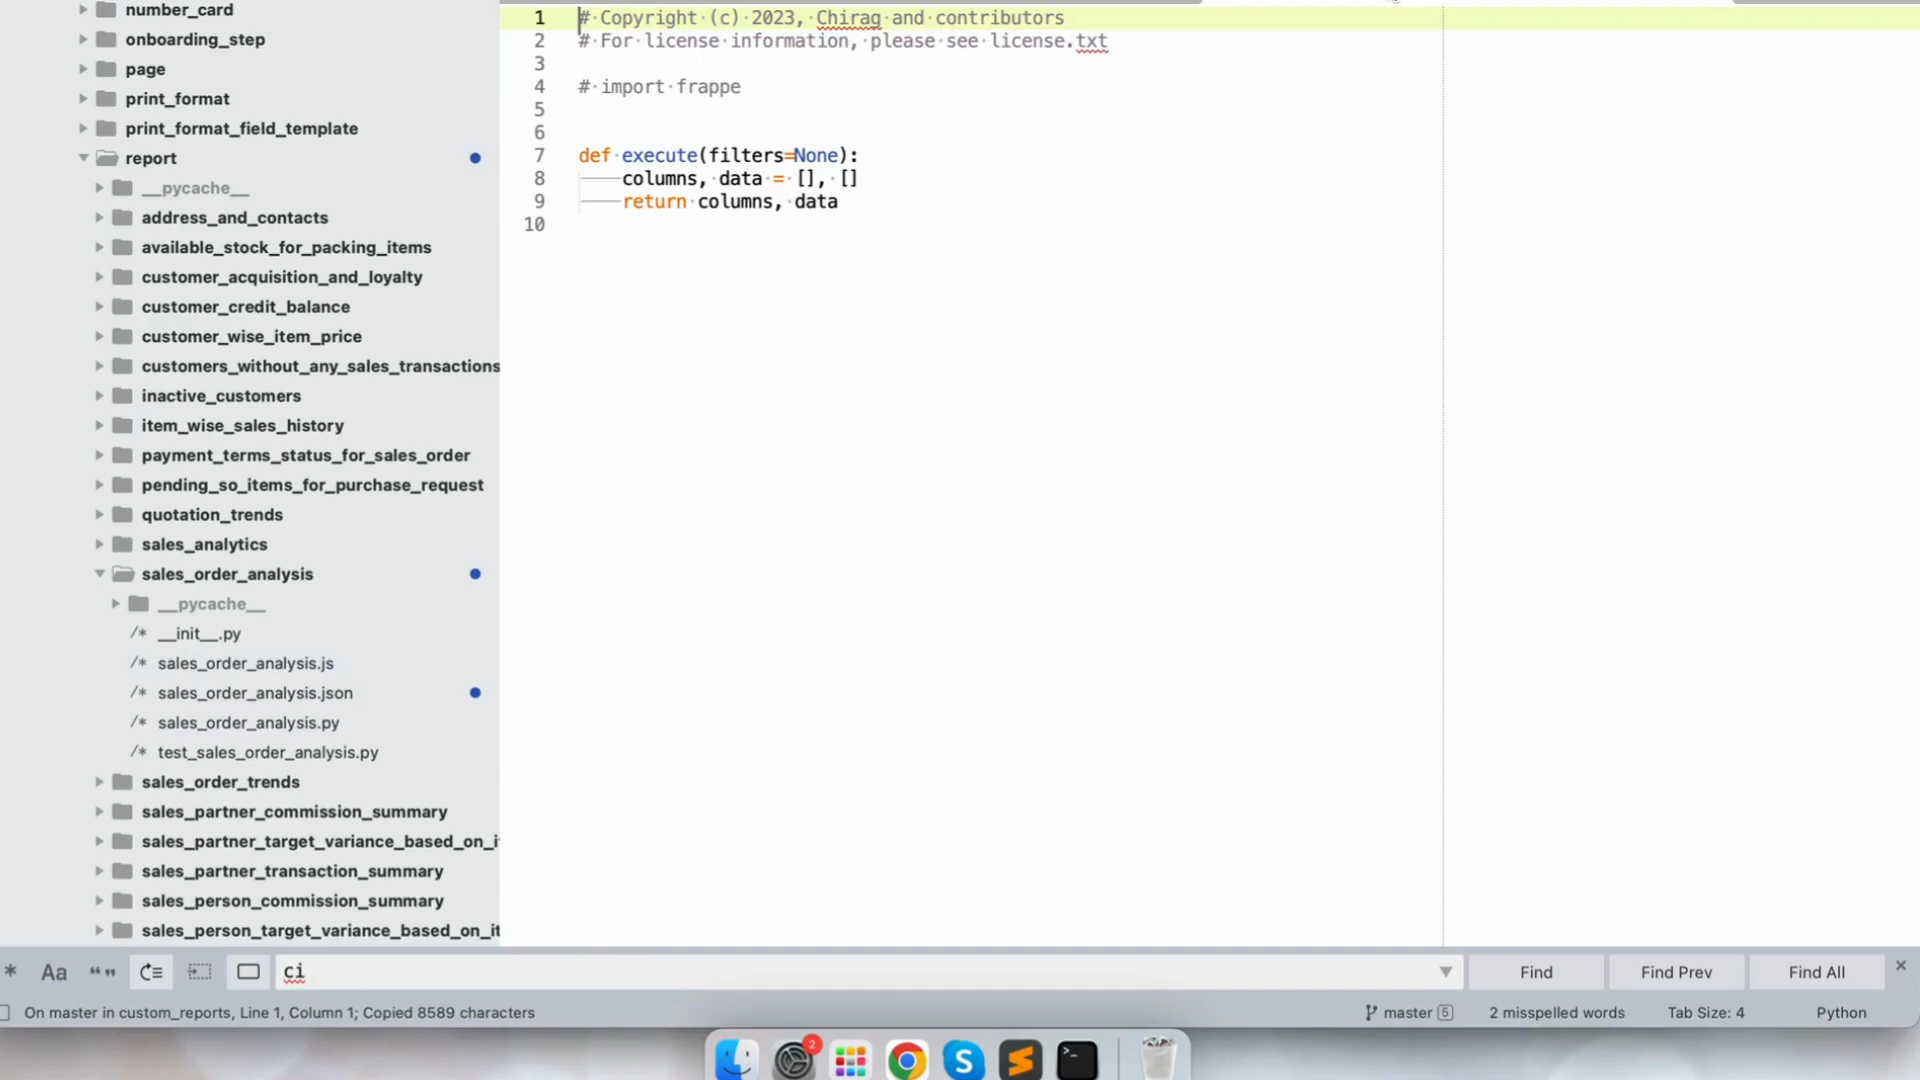 number_card
onboarding_step
page
print_format
print_format_field_template
report
__pycache__
address_and_contacts
available_stock_for_packing_items
customer_acquisition_and_loyalty
customer_credit_balance
customer_wise_item_price
customers_without_any_sales_transactions
inactive_customers
item_wise_sales_history
payment_terms_status_for_sales_order
pending_so_items_for_purchase_request
quotation_trends
sales_analytics
sales_order_analysis
__pycache__
/* __init__.py
/* sales_order_analysis.js
/* sales_order_analysis.json
/* sales_order_analysis.py
/* test_sales_order_analysis.py
sales_order_trends
sales_partner_commission_summary
sales_partner_target_variance_based_on_it
sales_partner_transaction_summary
sales_person_commission_summary
sales_person_target_variance_based_on_it
1 # Copyright (c) 2023, Chirag and contributors
2 # For license information, please see license.txt
3
4 # import frappe
5
6
7 def execute(filters=None):
8 columns, data = [], []
9 return columns, data
10
.* Aa “” ci Find Find Prev Find All
On master in custom_reports, Line 1, Column 1; Copied 8589 characters master 5 2 misspelled words Tab Size: 4 Python
2